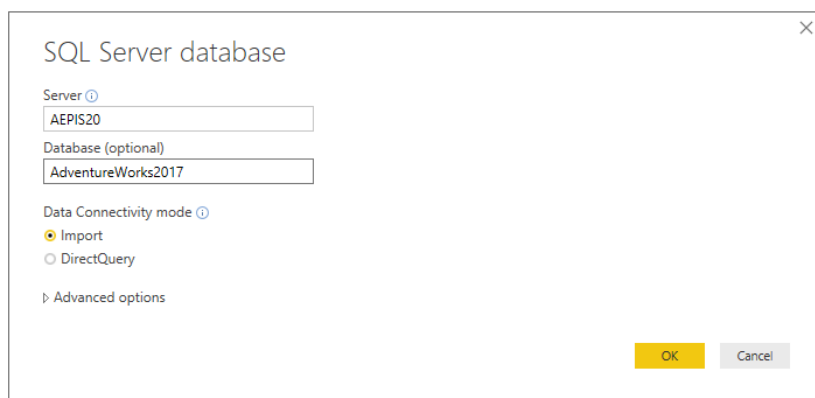 SQL Server database
Server
AEPIS20
Database (optional)
AdventureWorks2017
Data Connectivity mode
Import
DirectQuery
Advanced options
OK Cancel